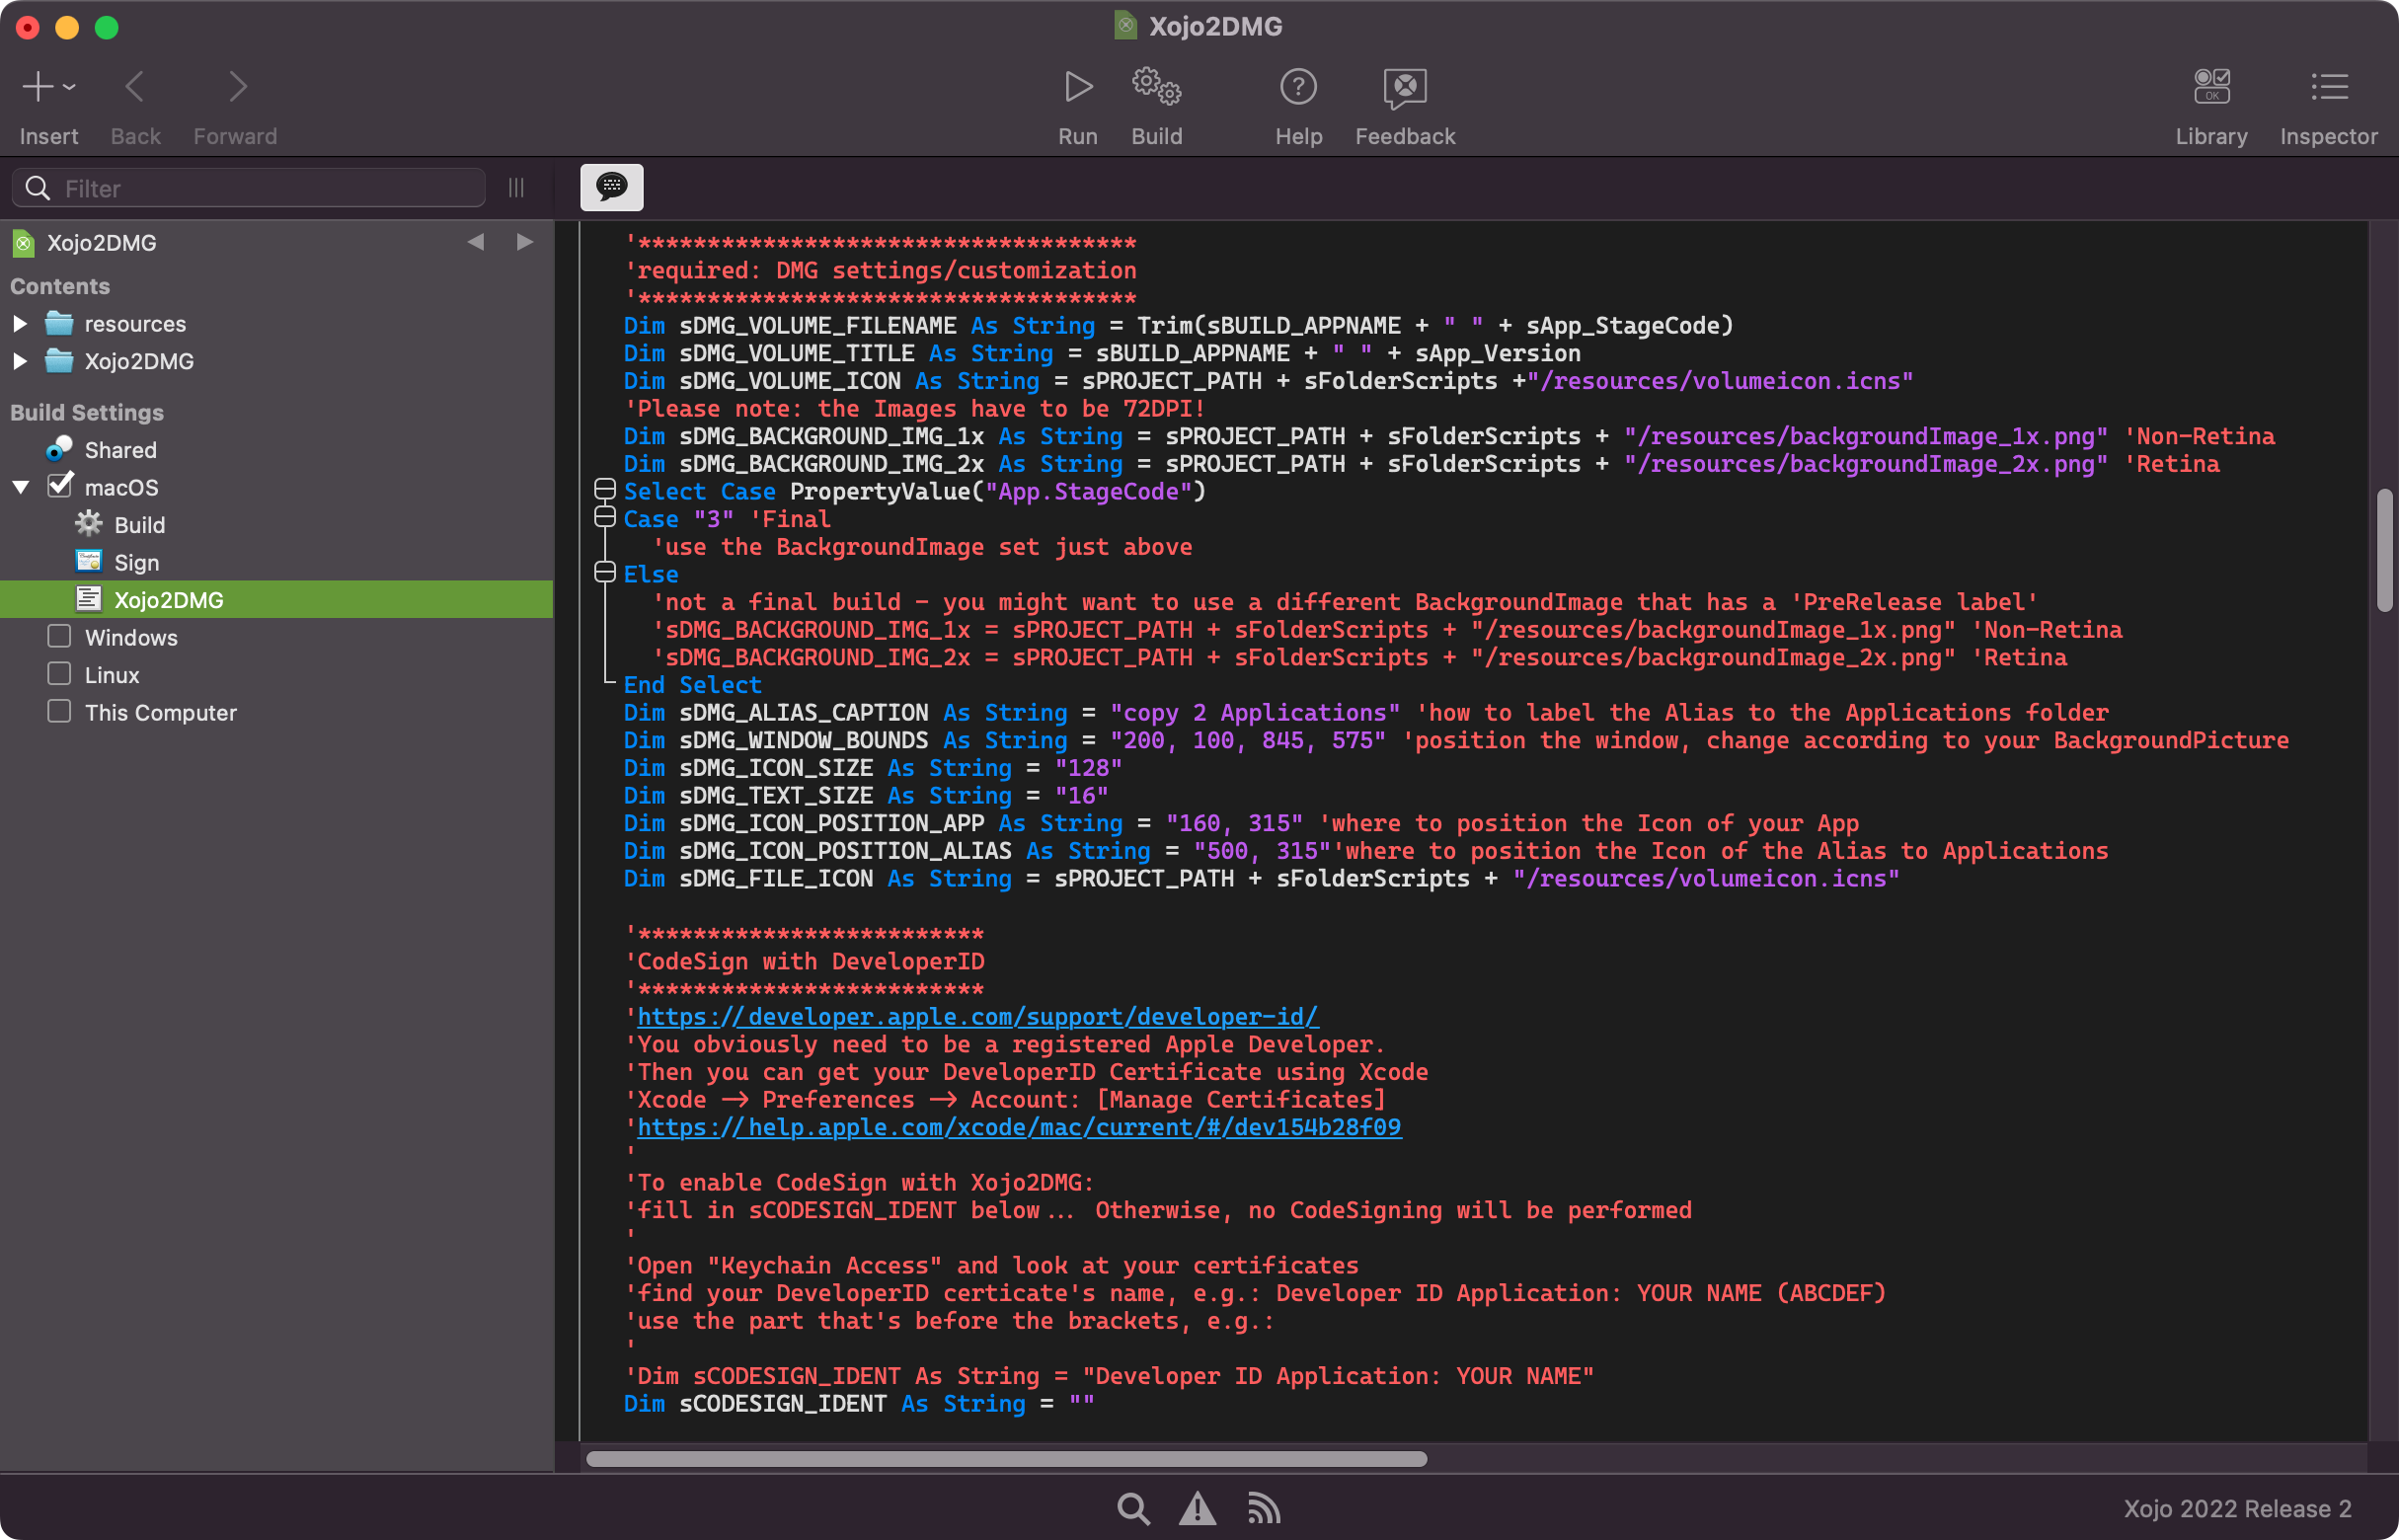 Xojo2DMG
Insert
Back
Forward
Run
Build
Help
Feedback
OK
Library
Inspector
Filter
Xojo2DMG
Contents
resources
Xojo2DMG
Build Settings
Shared
macOS
Build
Sign
Xojo2DMG
Windows
Linux
This Computer
'************************************
'required: DMG settings/customization
'************************************
Dim sDMG_VOLUME_FILENAME As String = Trim(sBUILD_APPNAME + " " + sApp_StageCode)
Dim sDMG_VOLUME_TITLE As String = sBUILD_APPNAME + " " + sApp_Version
Dim sDMG_VOLUME_ICON As String = sPROJECT_PATH + sFolderScripts +"/resources/volumeicon.icns"
'Please note: the Images have to be 72DPI!
Dim sDMG_BACKGROUND_IMG_1x As String = sPROJECT_PATH + sFolderScripts + "/resources/backgroundImage_1x.png" 'Non-Retina
Dim sDMG_BACKGROUND_IMG_2x As String = sPROJECT_PATH + sFolderScripts + "/resources/backgroundImage_2x.png" 'Retina
Select Case PropertyValue("App.StageCode")
Case "3" 'Final
'use the BackgroundImage set just above
Else
'not a final build - you might want to use a different BackgroundImage that has a 'PreRelease label'
'sDMG_BACKGROUND_IMG_1x = sPROJECT_PATH + sFolderScripts + "/resources/backgroundImage_1x.png" 'Non-Retina
'sDMG_BACKGROUND_IMG_2x = sPROJECT_PATH + sFolderScripts + "/resources/backgroundImage_2x.png" 'Retina
End Select
Dim sDMG_ALIAS_CAPTION As String = "copy 2 Applications" 'how to label the Alias to the Applications folder
Dim sDMG_WINDOW_BOUNDS As String = "200, 100, 845, 575" 'position the window, change according to your BackgroundPicture
Dim sDMG_ICON_SIZE As String = "128"
Dim sDMG_TEXT_SIZE As String = "16"
Dim sDMG_ICON_POSITION_APP As String = "160, 315" 'where to position the Icon of your App
Dim sDMG_ICON_POSITION_ALIAS As String = "500, 315"'where to position the Icon of the Alias to Applications
Dim sDMG_FILE_ICON As String = sPROJECT_PATH + sFolderScripts + "/resources/volumeicon.icns"
'*************************
'CodeSign with DeveloperID
'*************************
'https://developer.apple.com/support/developer-id/
'You obviously need to be a registered Apple Developer.
'Then you can get your DeveloperID Certificate using Xcode
'Xcode --> Preferences --> Account: [Manage Certificates]
'https://help.apple.com/xcode/mac/current/#/dev154b28f09
'
'To enable CodeSign with Xojo2DMG:
'fill in sCODESIGN_IDENT below... Otherwise, no CodeSigning will be performed
'
'Open "Keychain Access" and look at your certificates
'find your DeveloperID certicate's name, e.g.: Developer ID Application: YOUR NAME (ABCDEF)
'use the part that's before the brackets, e.g.:
'
'Dim sCODESIGN_IDENT As String = "Developer ID Application: YOUR NAME"
Dim sCODESIGN_IDENT As String = ""
Xojo 2022 Release 2